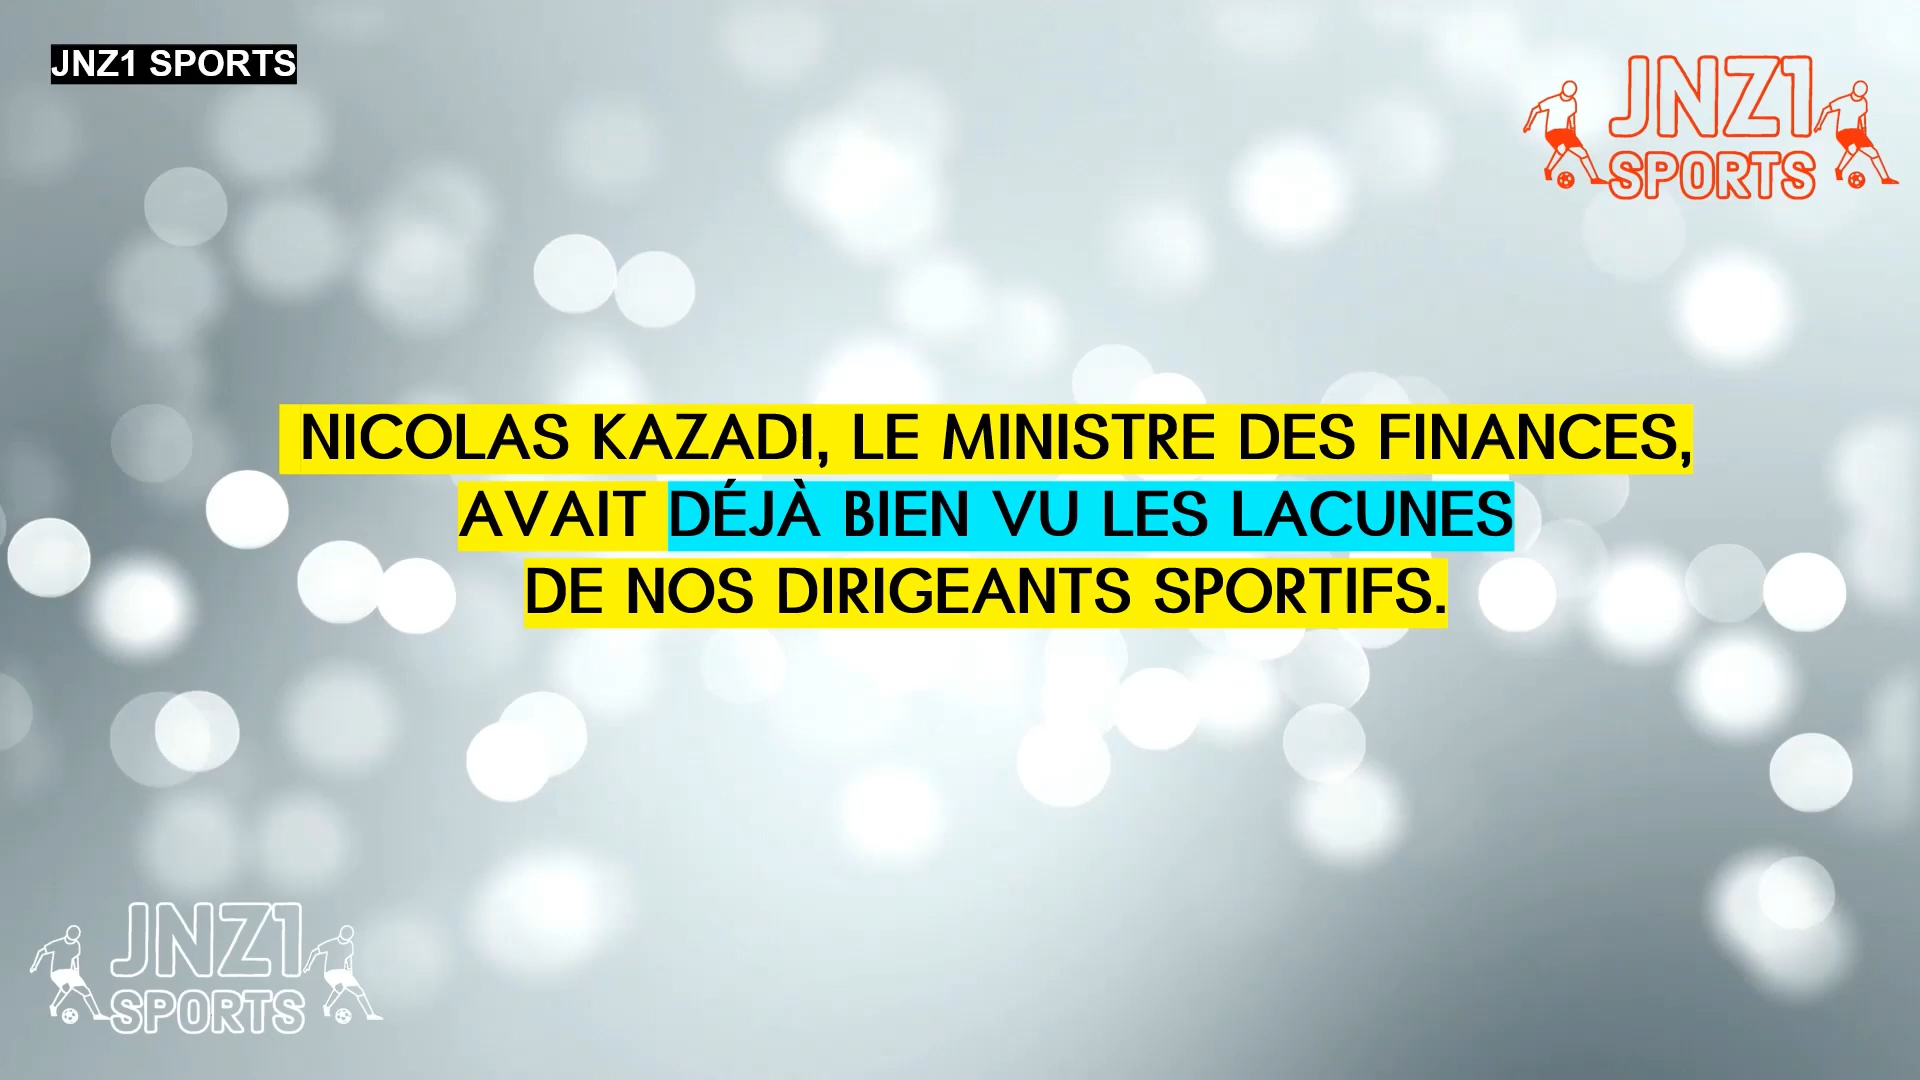 JNZ1 SPORTS
JNZ1
SPORTS
NICOLAS KAZADI, LE MINISTRE DES FINANCES,
AVAIT DÉJÀ BIEN VU LES LACUNES
DE NOS DIRIGEANTS SPORTIFS.
JNZ1
SPORTS